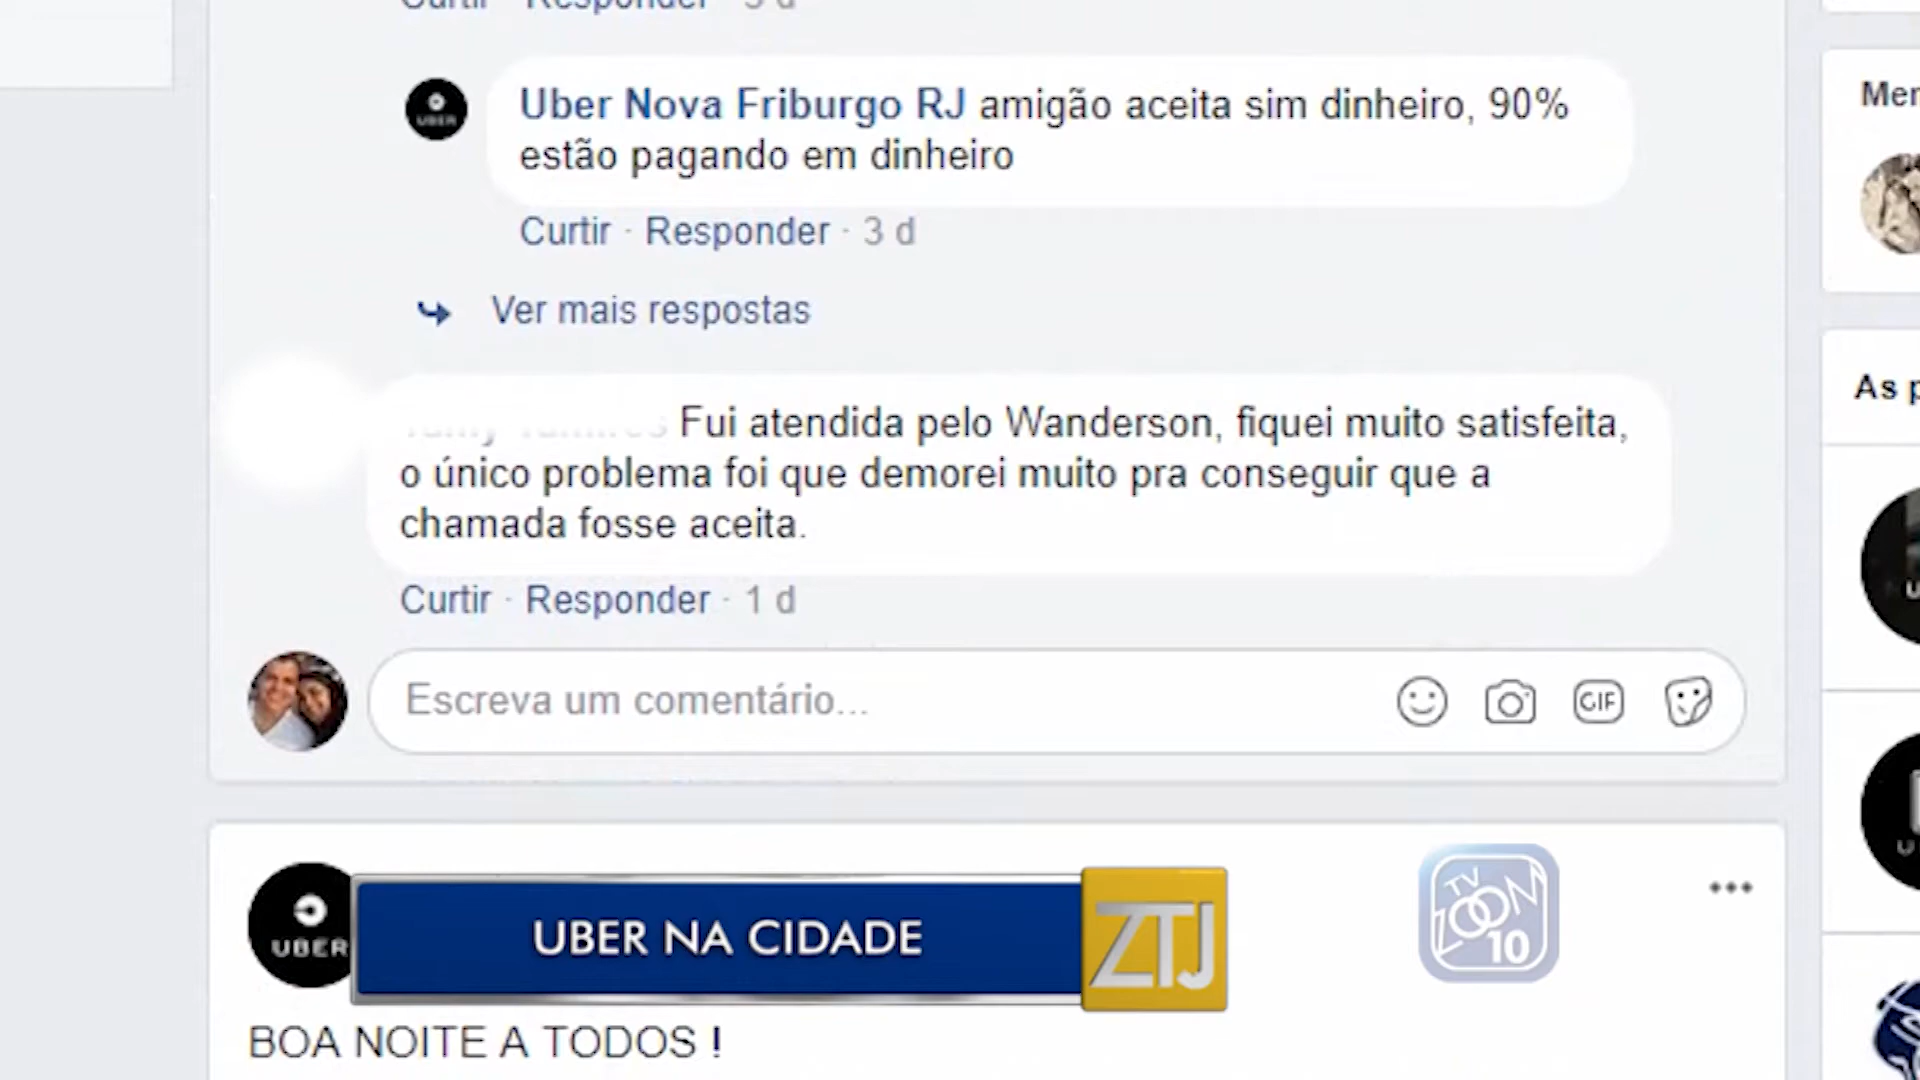 Curtir · Responder · 3 d
Uber Nova Friburgo RJ amigão aceita sim dinheiro, 90%
estão pagando em dinheiro
Curtir · Responder · 3 d
Ver mais respostas
Fui atendida pelo Wanderson, fiquei muito satisfeita,
o único problema foi que demorei muito pra conseguir que a
chamada fosse aceita.
Curtir · Responder · 1 d
Escreva um comentário...
GIF
UBER
UBER NA CIDADE
ZTJ
TV
ZOOM
10
BOA NOITE A TODOS !
As
UBER